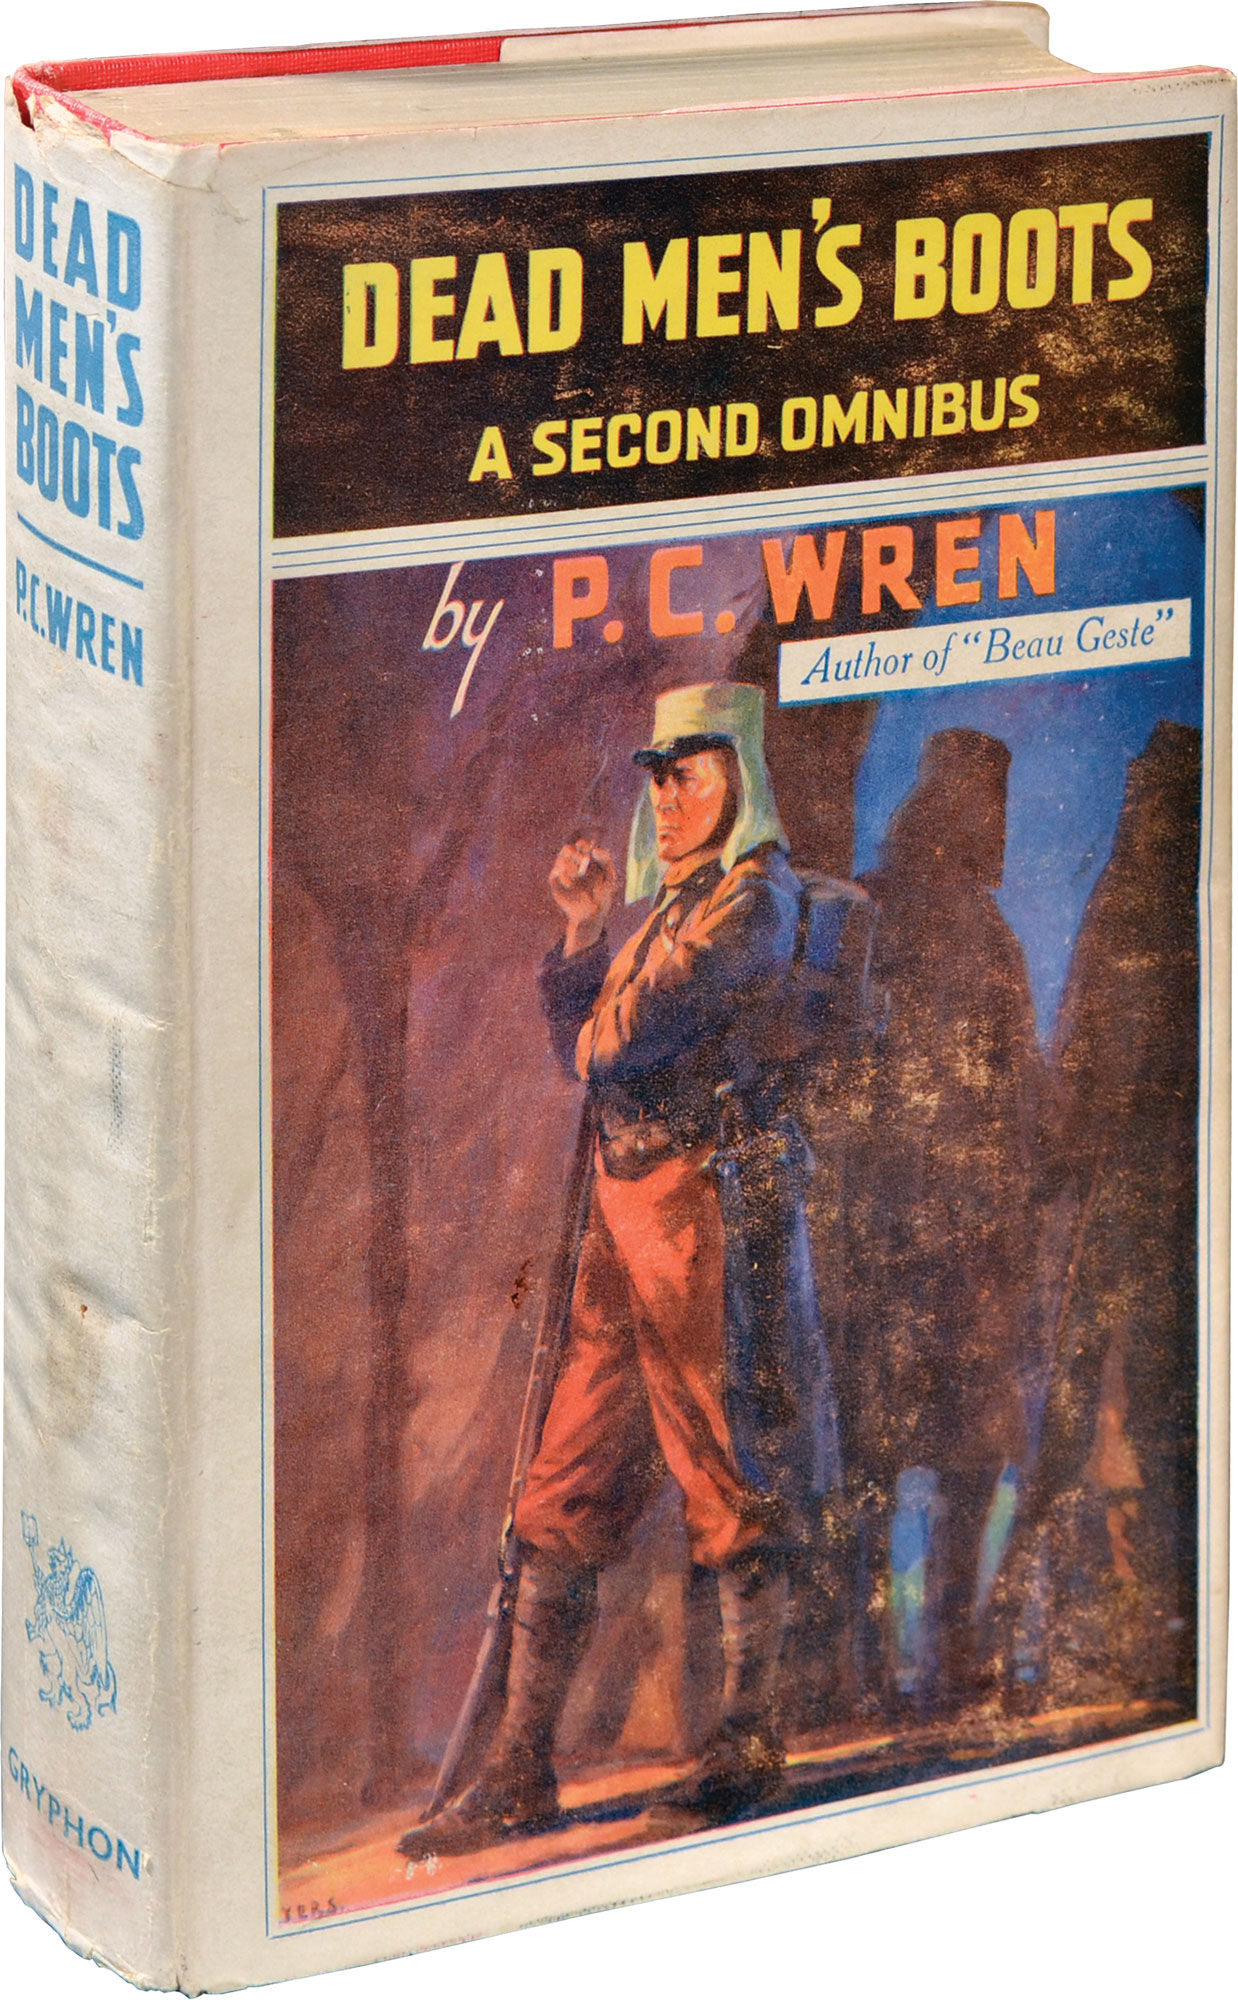 DEAD
MEN'S
BOOTS
P.C.WREN
GRYPHON
DEAD MEN'S BOOTS
A SECOND OMNIBUS
by P. C. WREN
Author of "Beau Geste"